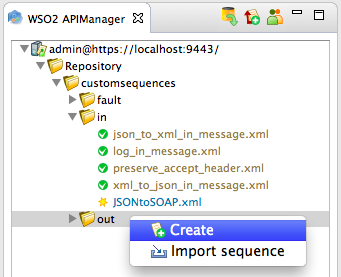 WSO2 APIManager
admin@https://localhost:9443/
Repository
customsequences
fault
in
json_to_xml_in_message.xml
log_in_message.xml
preserve_accept_header.xml
xml_to_json_in_message.xml
JSONtoSOAP.xml
out
Create
Import sequence